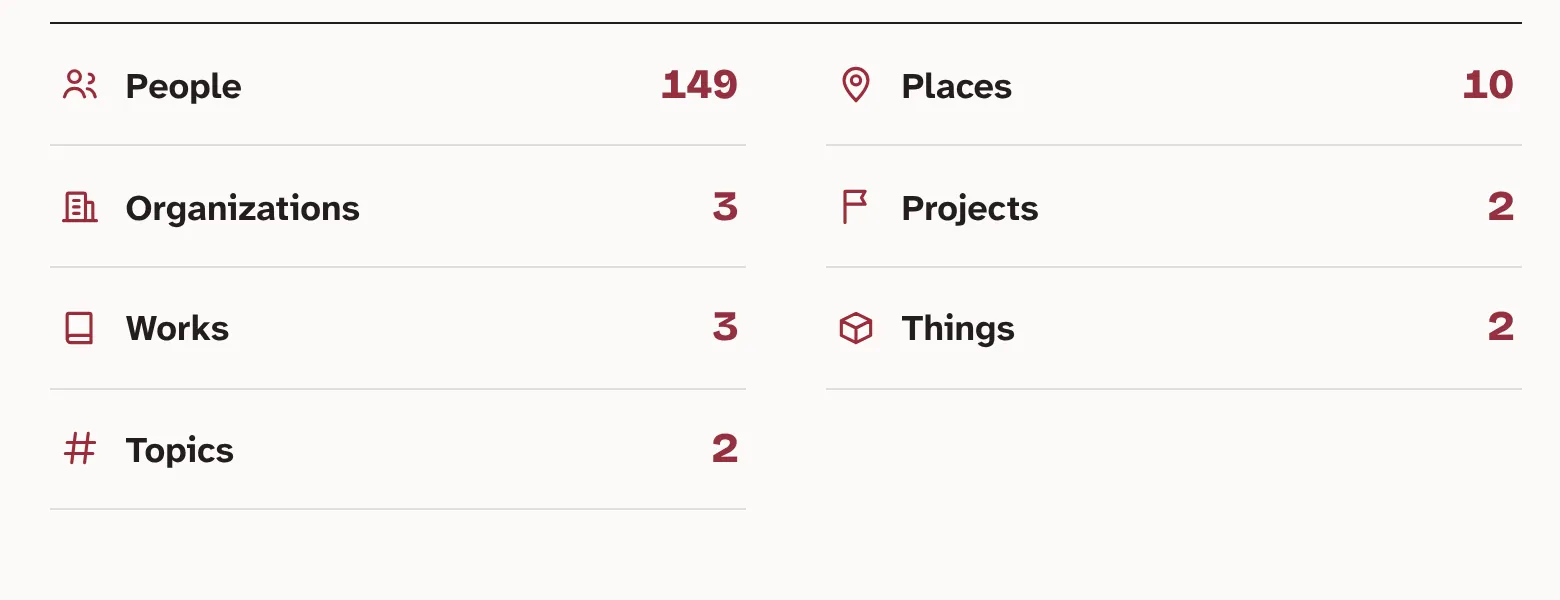 People 149
Places 10
Organizations 3
Projects 2
Works 3
Things 2
Topics 2